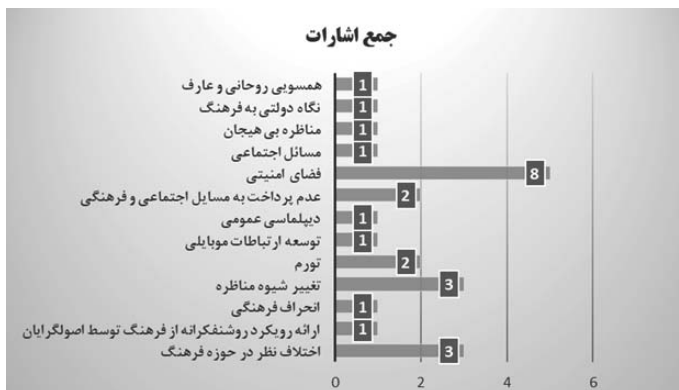 جمع اشارات
همسویی روحانی و عارف 1
نگاه دولتی به فرهنگ 1
مناظره بی هیجان 1
مسائل اجتماعی 1
فضای امنیتی 8
عدم پرداخت به مسایل اجتماعی و فرهنگی 2
دیپلماسی عمومی 1
توسعه ارتباطات موبایلی 1
تورم 2
تغییر شیوه مناظره 3
انحراف فرهنگی 1
ارائه رویکرد روشنفکرانه از فرهنگ توسط اصولگرایان 1
اختلاف نظر در حوزه فرهنگ 3
0 2 4 6